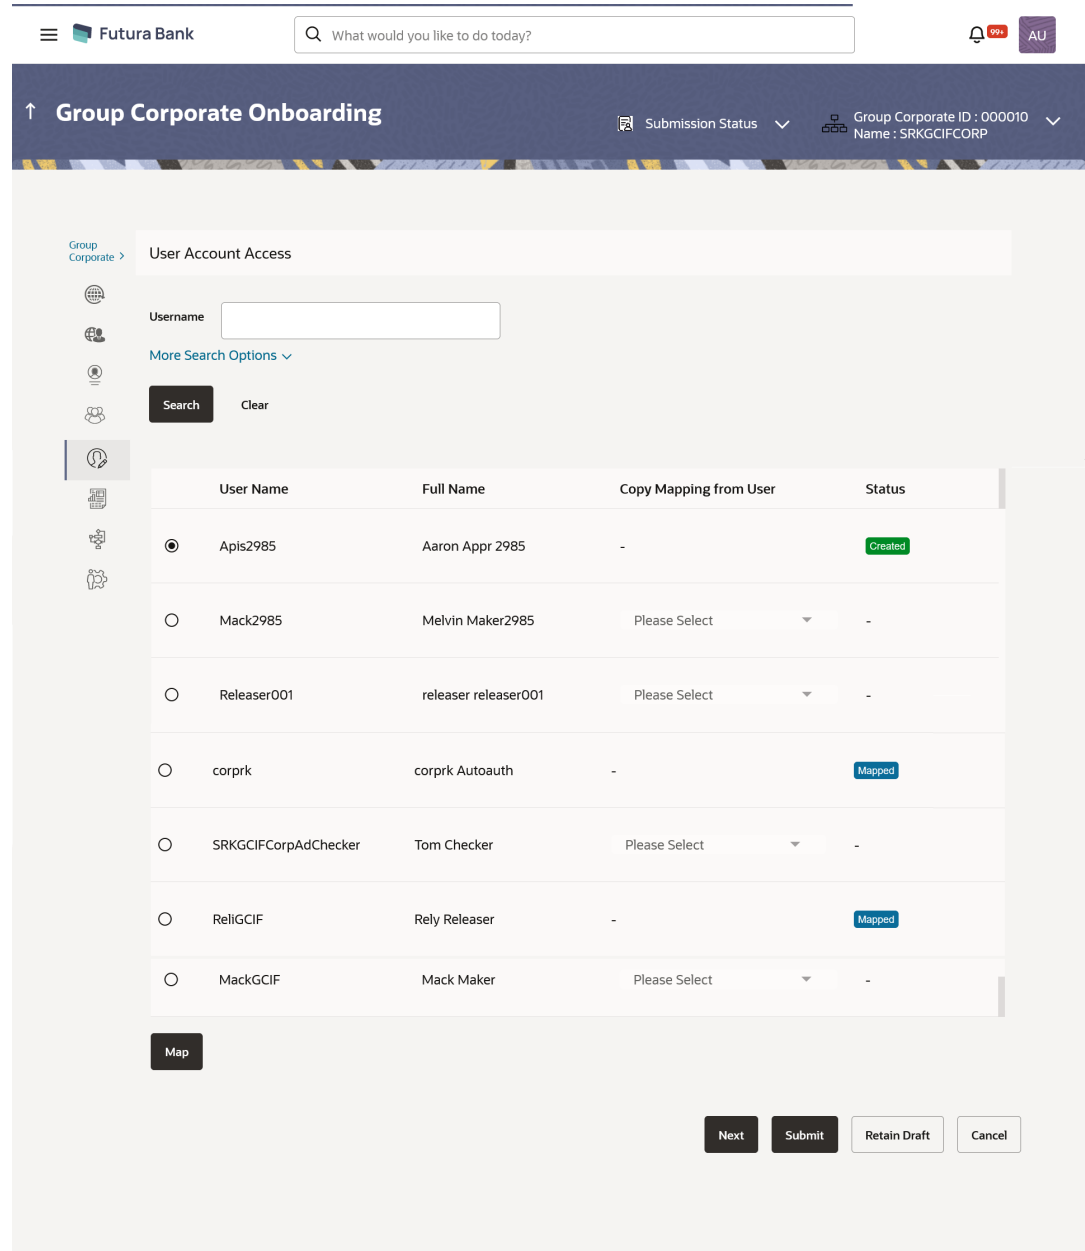 Futura Bank
What would you like to do today?
99+
AU
Group Corporate Onboarding
Submission Status
Group Corporate ID : 000010
Name : SRKGCIFCORP
Group
Corporate >
User Account Access
Username
More Search Options
Search Clear
User Name Full Name Copy Mapping from User Status
Apis2985 Aaron Appr 2985 - Created
Mack2985 Melvin Maker2985 Please Select -
Releaser001 releaser releaser001 Please Select -
corprk corprk Autoauth - Mapped
SRKGCIFCorpAdChecker Tom Checker Please Select -
ReliGCIF Rely Releaser - Mapped
MackGCIF Mack Maker Please Select -
Map
Next Submit Retain Draft Cancel